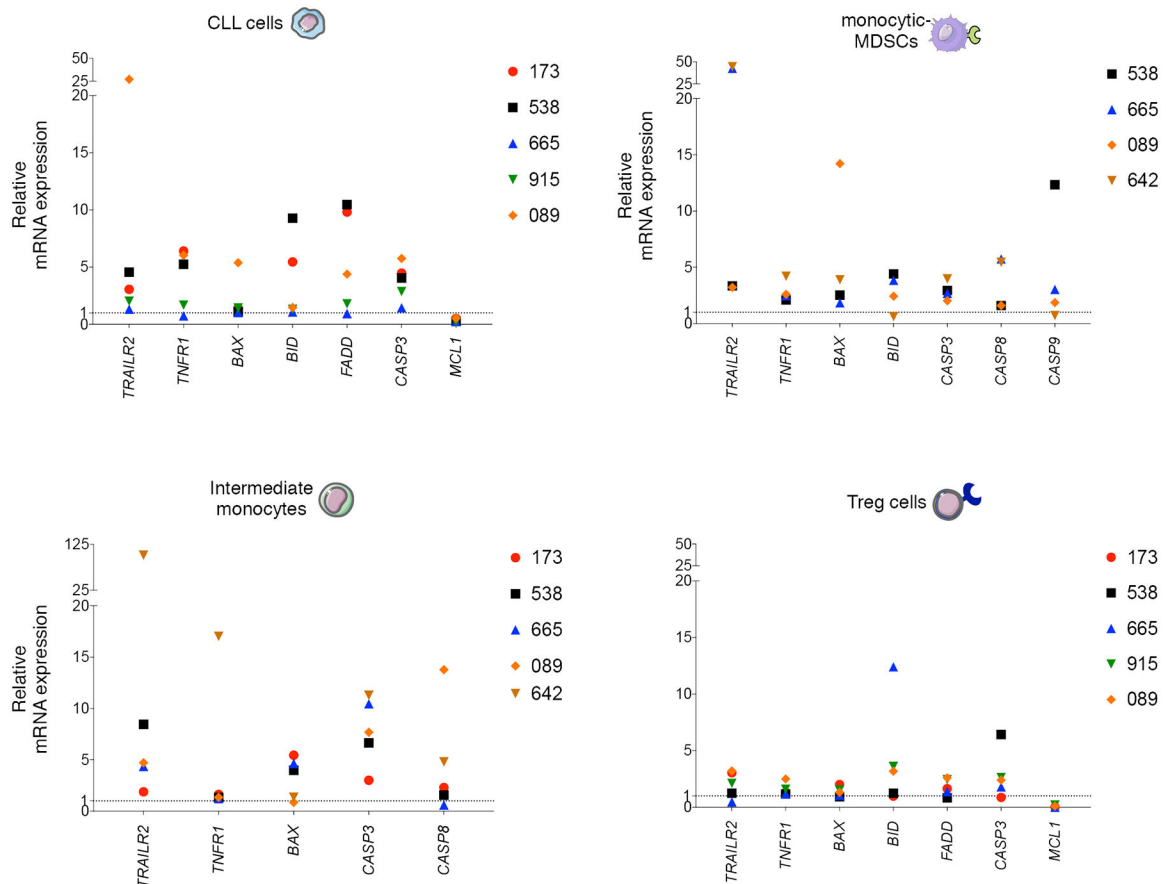 CLL cells
Relative
mRNA expression
50
25
20
15
10
5
1
0
TRAILR2
TNFR1
BAX
BID
FADD
CASP3
MCL1
173
538
665
915
089
monocytic-
MDSCs
Relative
mRNA expression
50
25
20
15
10
5
1
0
TRAILR2
TNFR1
BAX
BID
CASP3
CASP8
CASP9
538
665
089
642
Intermediate
monocytes
Relative
mRNA expression
125
25
20
15
10
5
1
0
TRAILR2
TNFR1
BAX
CASP3
CASP8
173
538
665
089
642
Treg cells
Relative
mRNA expression
50
25
20
15
10
5
1
0
TRAILR2
TNFR1
BAX
BID
FADD
CASP3
MCL1
173
538
665
915
089